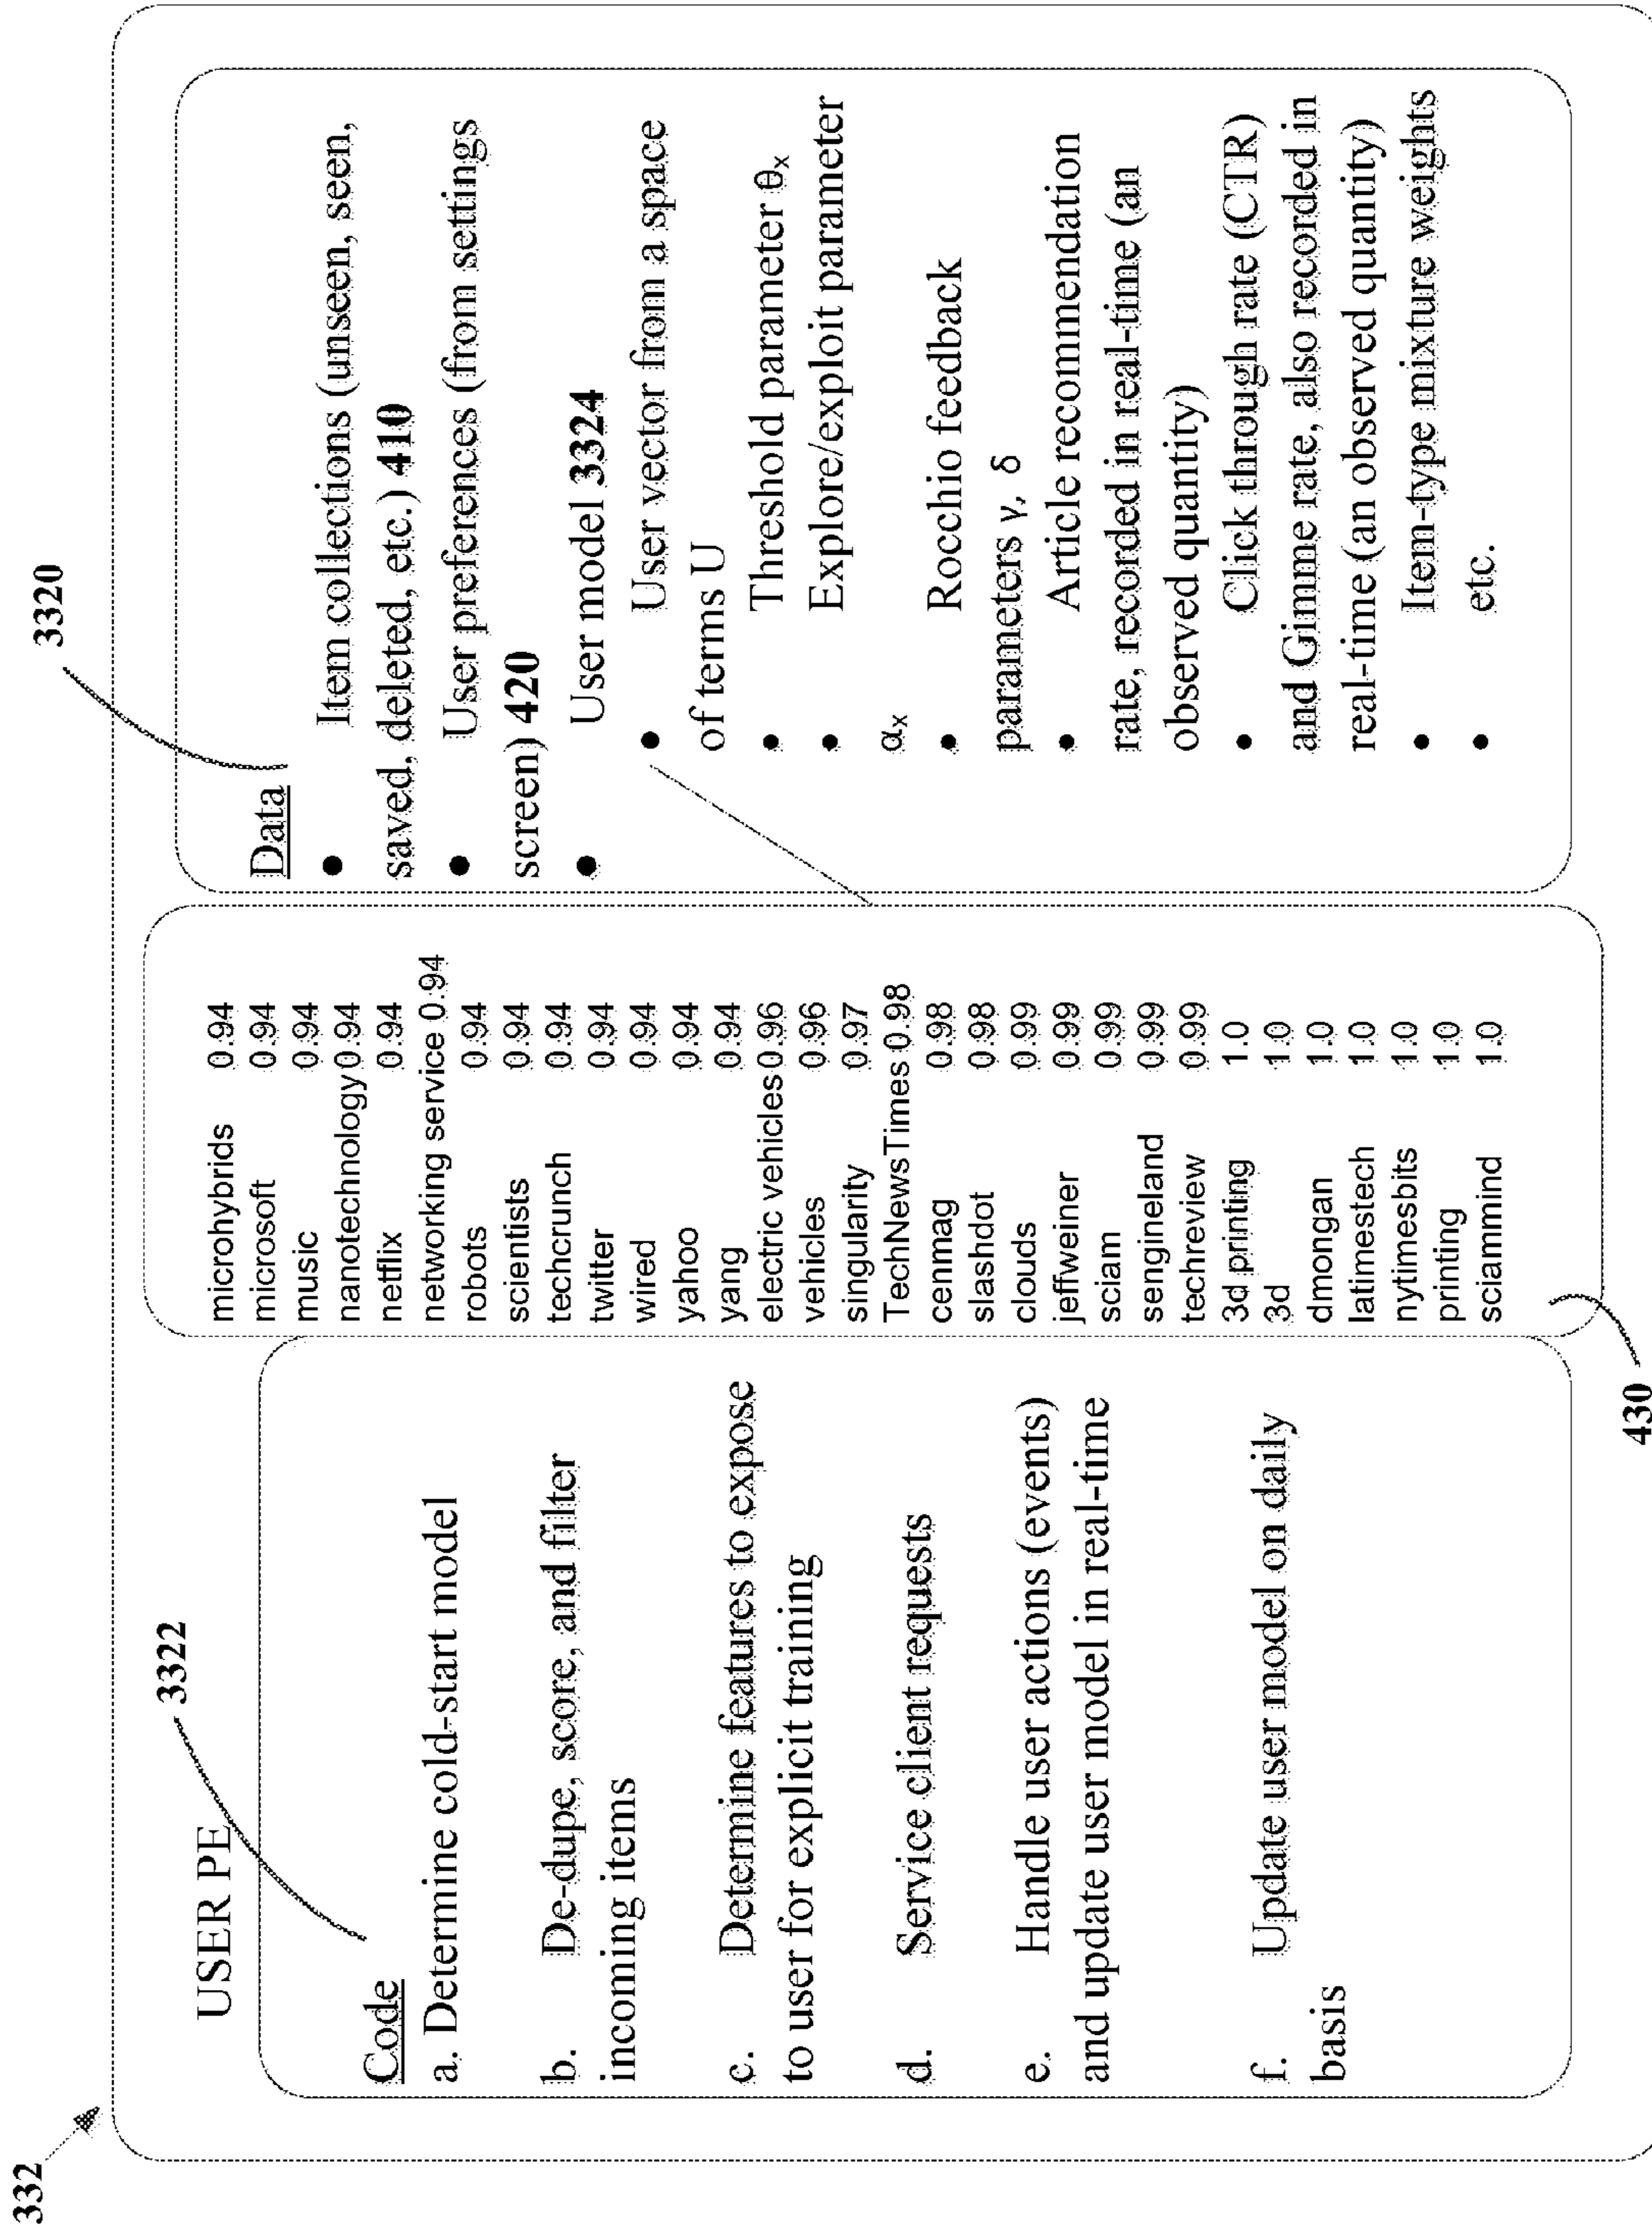 332
USER PE
3322
Code
a. Determine cold-start model
b. De-dupe, score, and filter
incoming items
c. Determine features to expose
to user for explicit training
d. Service client requests
e. Handle user actions (events)
and update user model in real-time
f. Update user model on daily
basis
microhybrids 0.94
microsoft 0.94
music 0.94
nanotechnology 0.94
netflix 0.94
networking service 0.94
robots 0.94
scientists 0.94
techcrunch 0.94
twitter 0.94
wired 0.94
yahoo 0.94
yang 0.94
electric vehicles 0.96
vehicles 0.96
singularity 0.97
TechNewsTimes 0.98
cenmag 0.98
slashdot 0.98
clouds 0.99
jeffweiner 0.99
sciam 0.99
sengineland 0.99
techreview 0.99
3d printing 1.0
3d 1.0
dmongan 1.0
latimestech 1.0
nytimesbits 1.0
printing 1.0
sciammind 1.0
430
3320
Data
• Item collections (unseen, seen,
saved, deleted, etc.) 410
• User preferences (from settings
screen) 420
• User model 3324
• User vector from a space
of terms U
• Threshold parameter θx
• Explore/exploit parameter
αx
• Rocchio feedback
parameters γ, δ
• Article recommendation
rate, recorded in real-time (an
observed quantity)
• Click through rate (CTR)
and Gimme rate, also recorded in
real-time (an observed quantity)
• Item-type mixture weights
• etc.